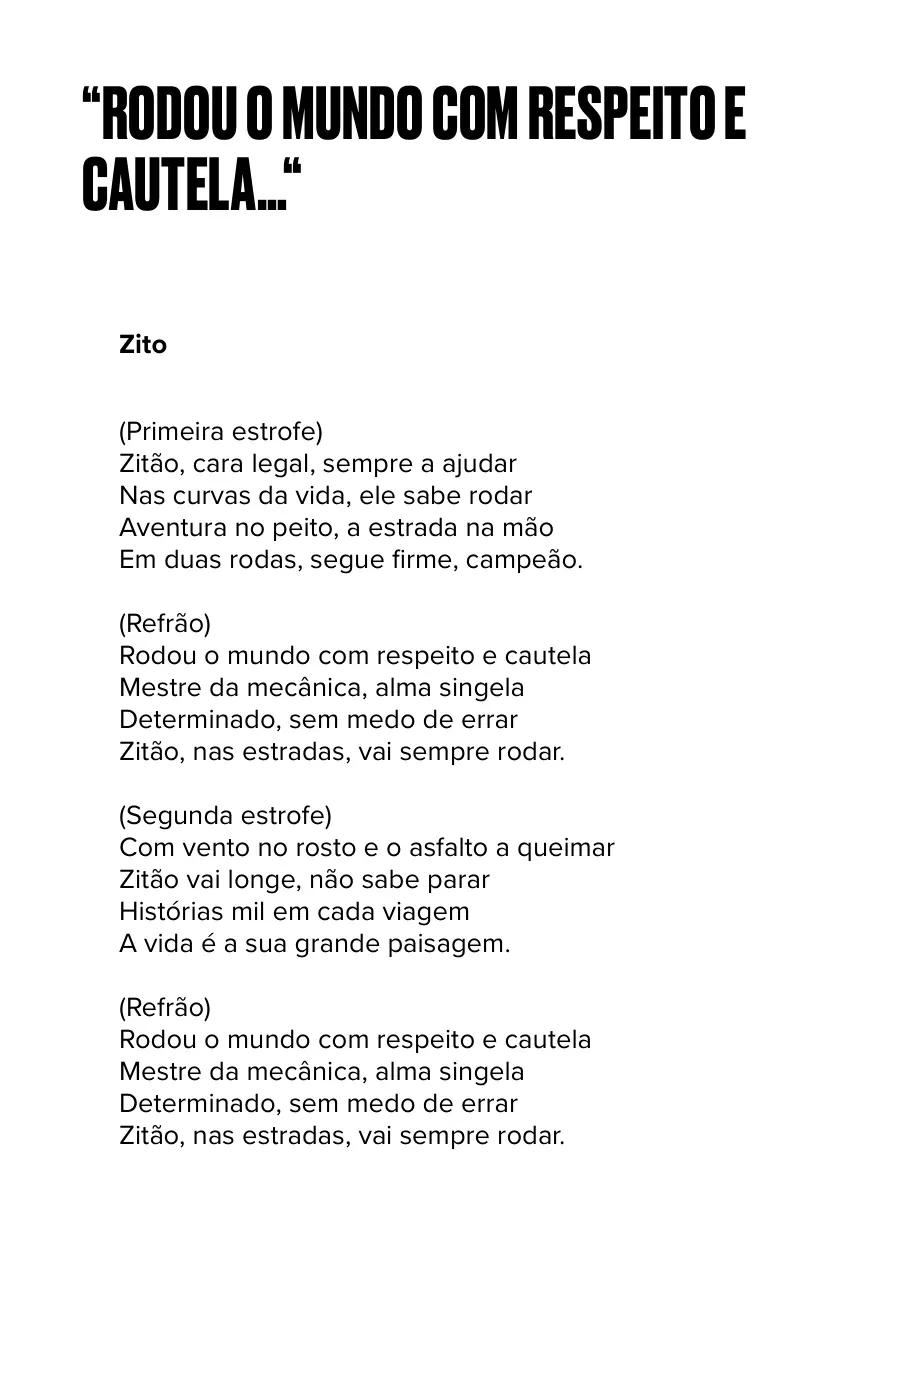 “RODOU O MUNDO COM RESPEITO E
CAUTELA...“
Zito
(Primeira estrofe)
Zitão, cara legal, sempre a ajudar
Nas curvas da vida, ele sabe rodar
Aventura no peito, a estrada na mão
Em duas rodas, segue firme, campeão.
(Refrão)
Rodou o mundo com respeito e cautela
Mestre da mecânica, alma singela
Determinado, sem medo de errar
Zitão, nas estradas, vai sempre rodar.
(Segunda estrofe)
Com vento no rosto e o asfalto a queimar
Zitão vai longe, não sabe parar
Histórias mil em cada viagem
A vida é a sua grande paisagem.
(Refrão)
Rodou o mundo com respeito e cautela
Mestre da mecânica, alma singela
Determinado, sem medo de errar
Zitão, nas estradas, vai sempre rodar.